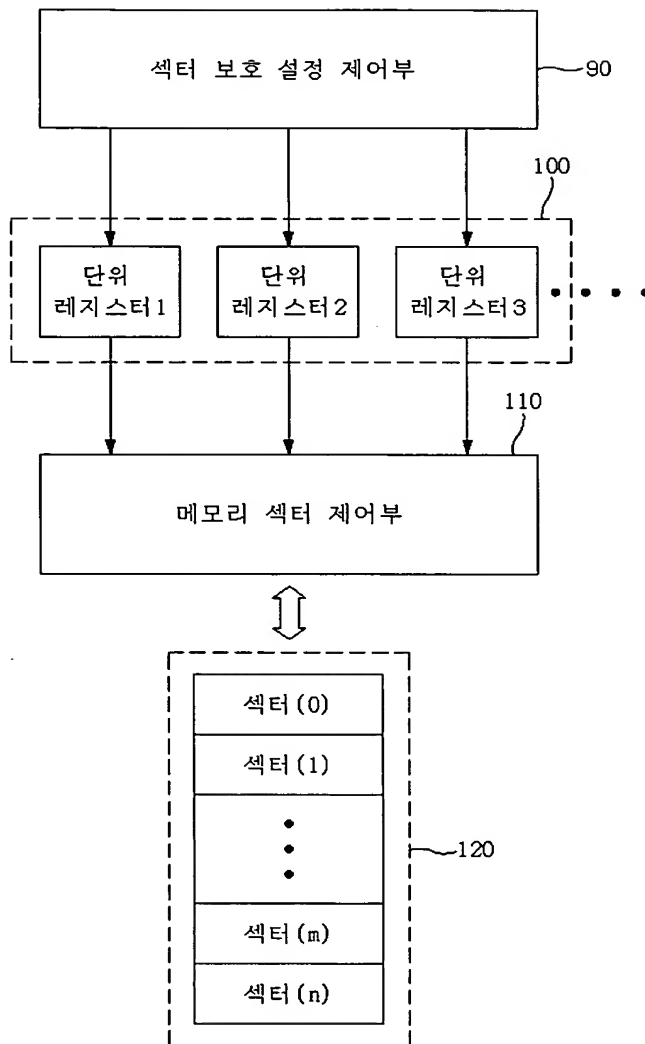 섹터 보호 설정 제어부
90
100
단위
레지스터1
단위
레지스터2
단위
레지스터3
110
메모리 섹터 제어부
섹터(0)
섹터(1)
120
섹터(m)
섹터(n)